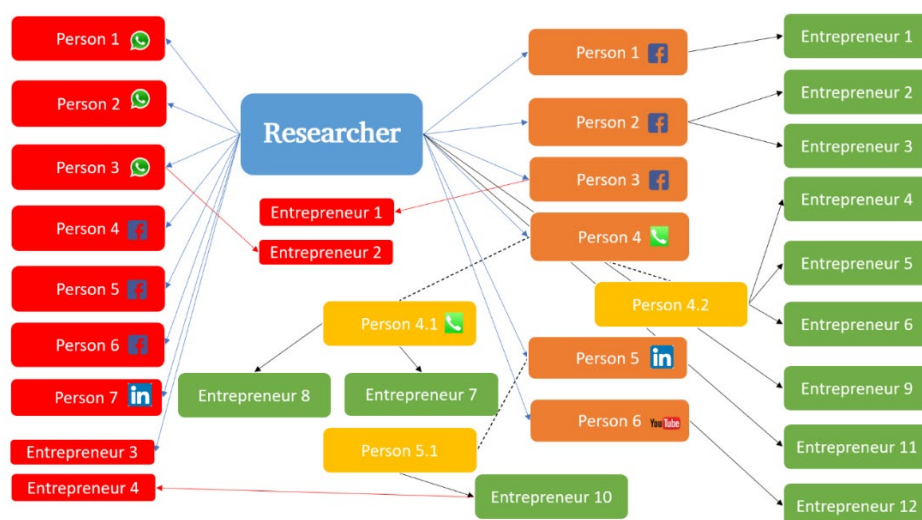 Person 1
Person 2
Person 3
Person 4
Person 5
Person 6
Person 7
in
Entrepreneur 3
Entrepreneur 4
Researcher
Entrepreneur 1
Entrepreneur 2
Person 4.1
Entrepreneur 8
Entrepreneur 7
Person 5.1
Entrepreneur 10
Person 1
Person 2
Person 3
Person 4
Person 4.2
Person 5
in
Person 6
YouTube
Entrepreneur 1
Entrepreneur 2
Entrepreneur 3
Entrepreneur 4
Entrepreneur 5
Entrepreneur 6
Entrepreneur 9
Entrepreneur 11
Entrepreneur 12